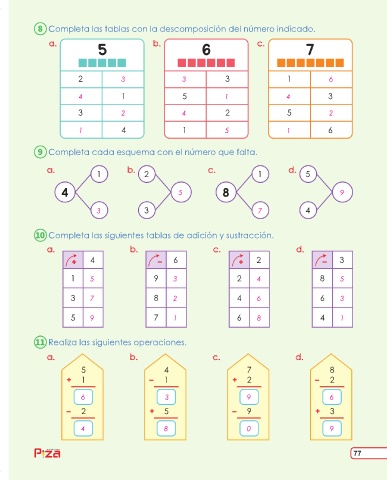 8 Completa las tablas con la descomposición del número indicado.
a. b. c.
5 6 7
2 3 3 3 1 6
4 1 5 1 4 3
3 2 4 2 5 2
1 4 1 5 1 6
9 Completa cada esquema con el número que falta.
a. b. c. d.
1 2 1 5
4 5 8 9
3 3 7 4
10 Completa las siguientes tablas de adición y sustracción.
a. b. c. d.
+ 4 - 6 + 2 - 3
1 5 9 3 2 4 8 5
3 7 8 2 4 6 6 3
5 9 7 1 6 8 4 1
11 Realiza las siguientes operaciones.
a. b. c. d.
5 4 7 8
+ 1 - 1 + 2 - 2
6 3 9 6
- 2 + 5 - 9 + 3
4 8 0 9
Piza 77